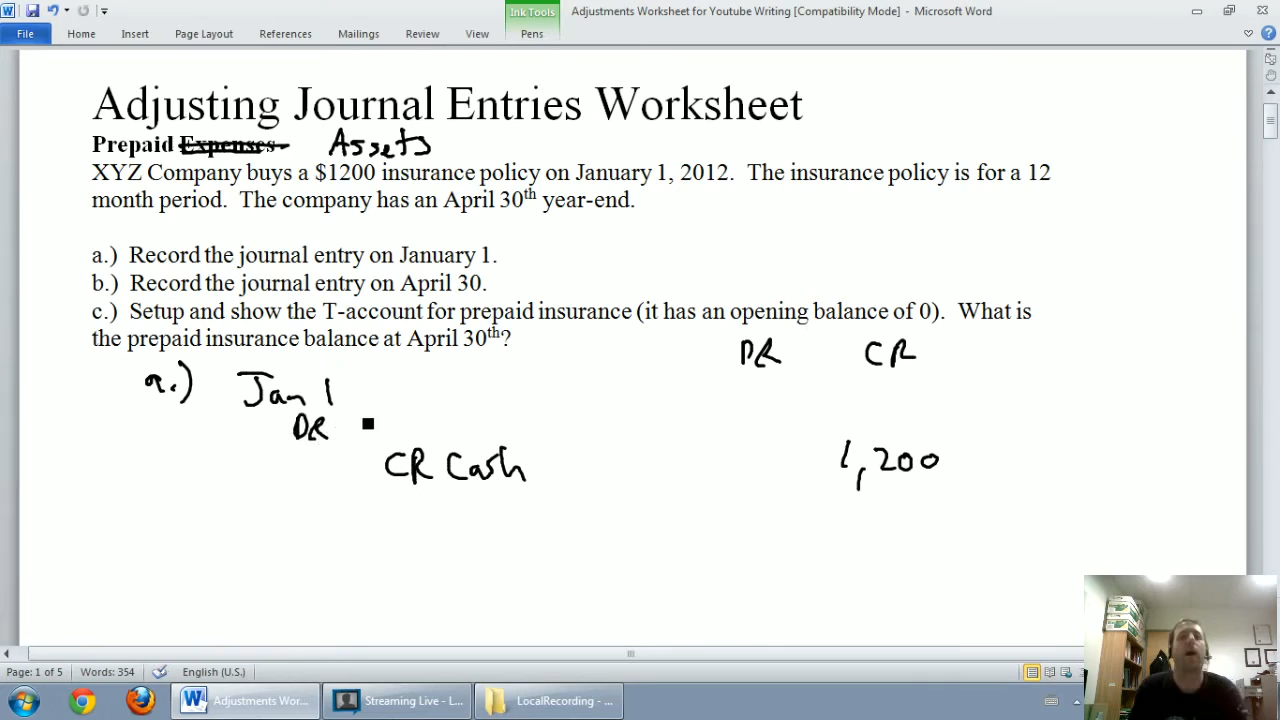 Ink Tools
Adjustments Worksheet for Youtube Writing [Compatibility Mode] - Microsoft Word
File Home Insert Page Layout References Mailings Review View Pens
Adjusting Journal Entries Worksheet
Prepaid Expenses Assets
XYZ Company buys a $1200 insurance policy on January 1, 2012. The insurance policy is for a 12
month period. The company has an April 30th year-end.
a.) Record the journal entry on January 1.
b.) Record the journal entry on April 30.
c.) Setup and show the T-account for prepaid insurance (it has an opening balance of 0). What is
the prepaid insurance balance at April 30th?
DR CR
a.) Jan 1
DR
CR Cash 1,200
Page: 1 of 5 Words: 354 English (U.S.)
Adjustments Wor... Streaming Live - L... LocalRecording - ...